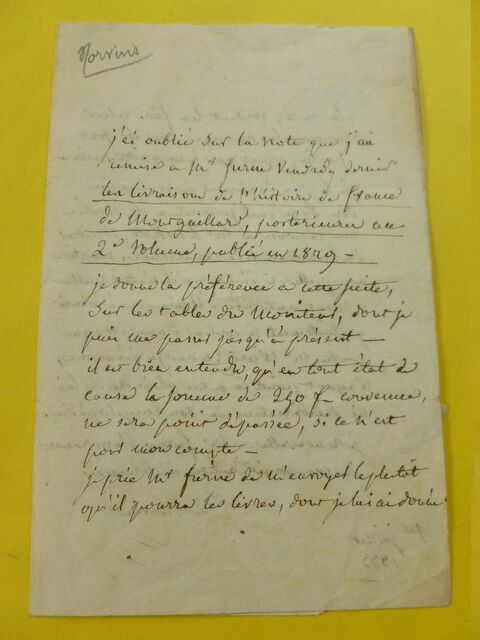 Norvins
j'ai oublié sur la Note que j'ai
remise a Mr furne Vendredy dernier
les livraisons de l'histoire de france
de Montgaillard, postérieures au
2d Volume, publié en 1829 —
je donne la préférence a cette suite,
Sur les tables du Moniteur, dont je
puis me passer jusqu'à présent —
il est bien entendu, qu'en tout état de
cause la somme de 250 f convenue,
ne sera point dépassée, si ce n'est
pour mon compte —
je prie Mr furne de m'envoyer le plutôt
qu'il pourra les livres, dont je lui ai donné